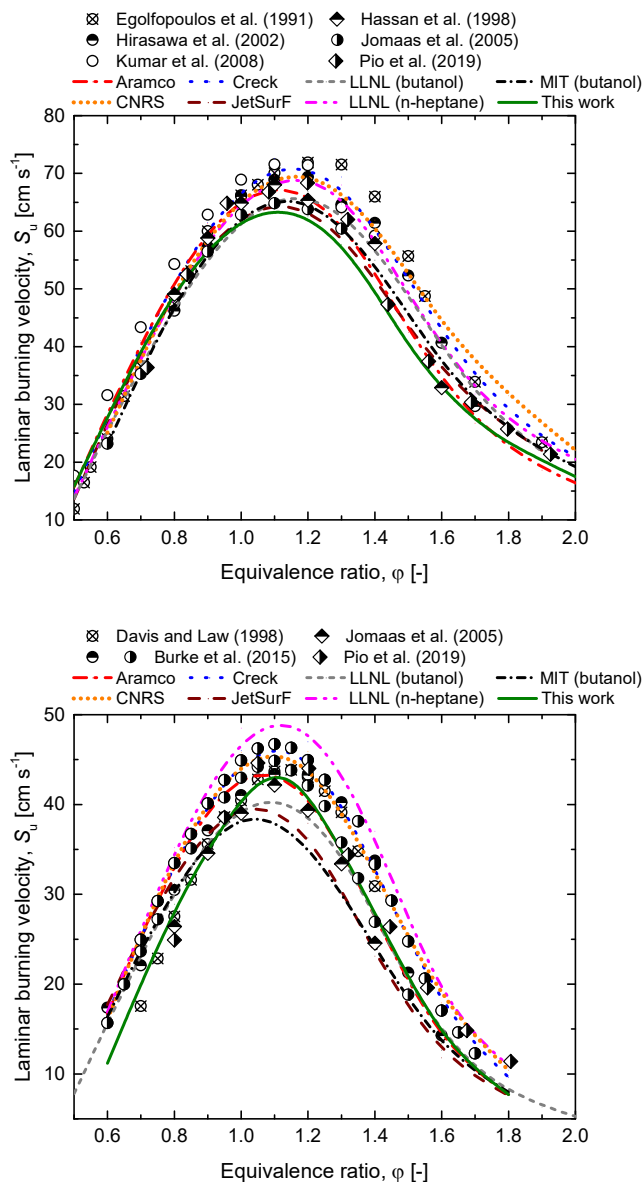 Egolfopoulos et al. (1991) Hassan et al. (1998)
Hirasawa et al. (2002) Jomaas et al. (2005)
Kumar et al. (2008) Pio et al. (2019)
Aramco Creck LLNL (butanol) MIT (butanol)
CNRS JetSurF LLNL (n-heptane) This work
80
70
60
50
40
30
20
10
Laminar burning velocity, Su [cm s-1]
0.6 0.8 1.0 1.2 1.4 1.6 1.8 2.0
Equivalence ratio, φ [-]
Davis and Law (1998) Jomaas et al. (2005)
Burke et al. (2015) Pio et al. (2019)
Aramco Creck LLNL (butanol) MIT (butanol)
CNRS JetSurF LLNL (n-heptane) This work
50
40
30
20
10
Laminar burning velocity, Su [cm s-1]
0.6 0.8 1.0 1.2 1.4 1.6 1.8 2.0
Equivalence ratio, φ [-]